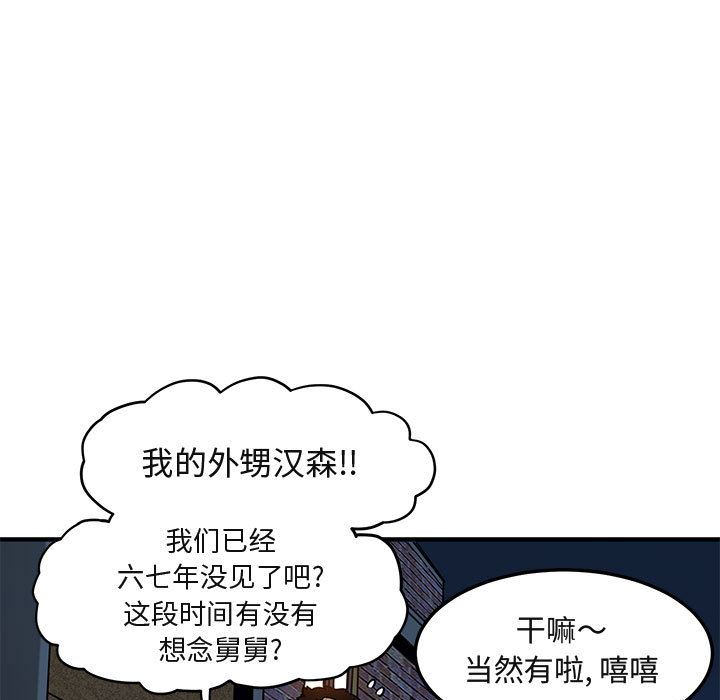 我的外甥汉森!!
我们已经
六七年没见了吧?
这段时间有没有
想念舅舅?
干嘛～
当然有啦, 嘻嘻